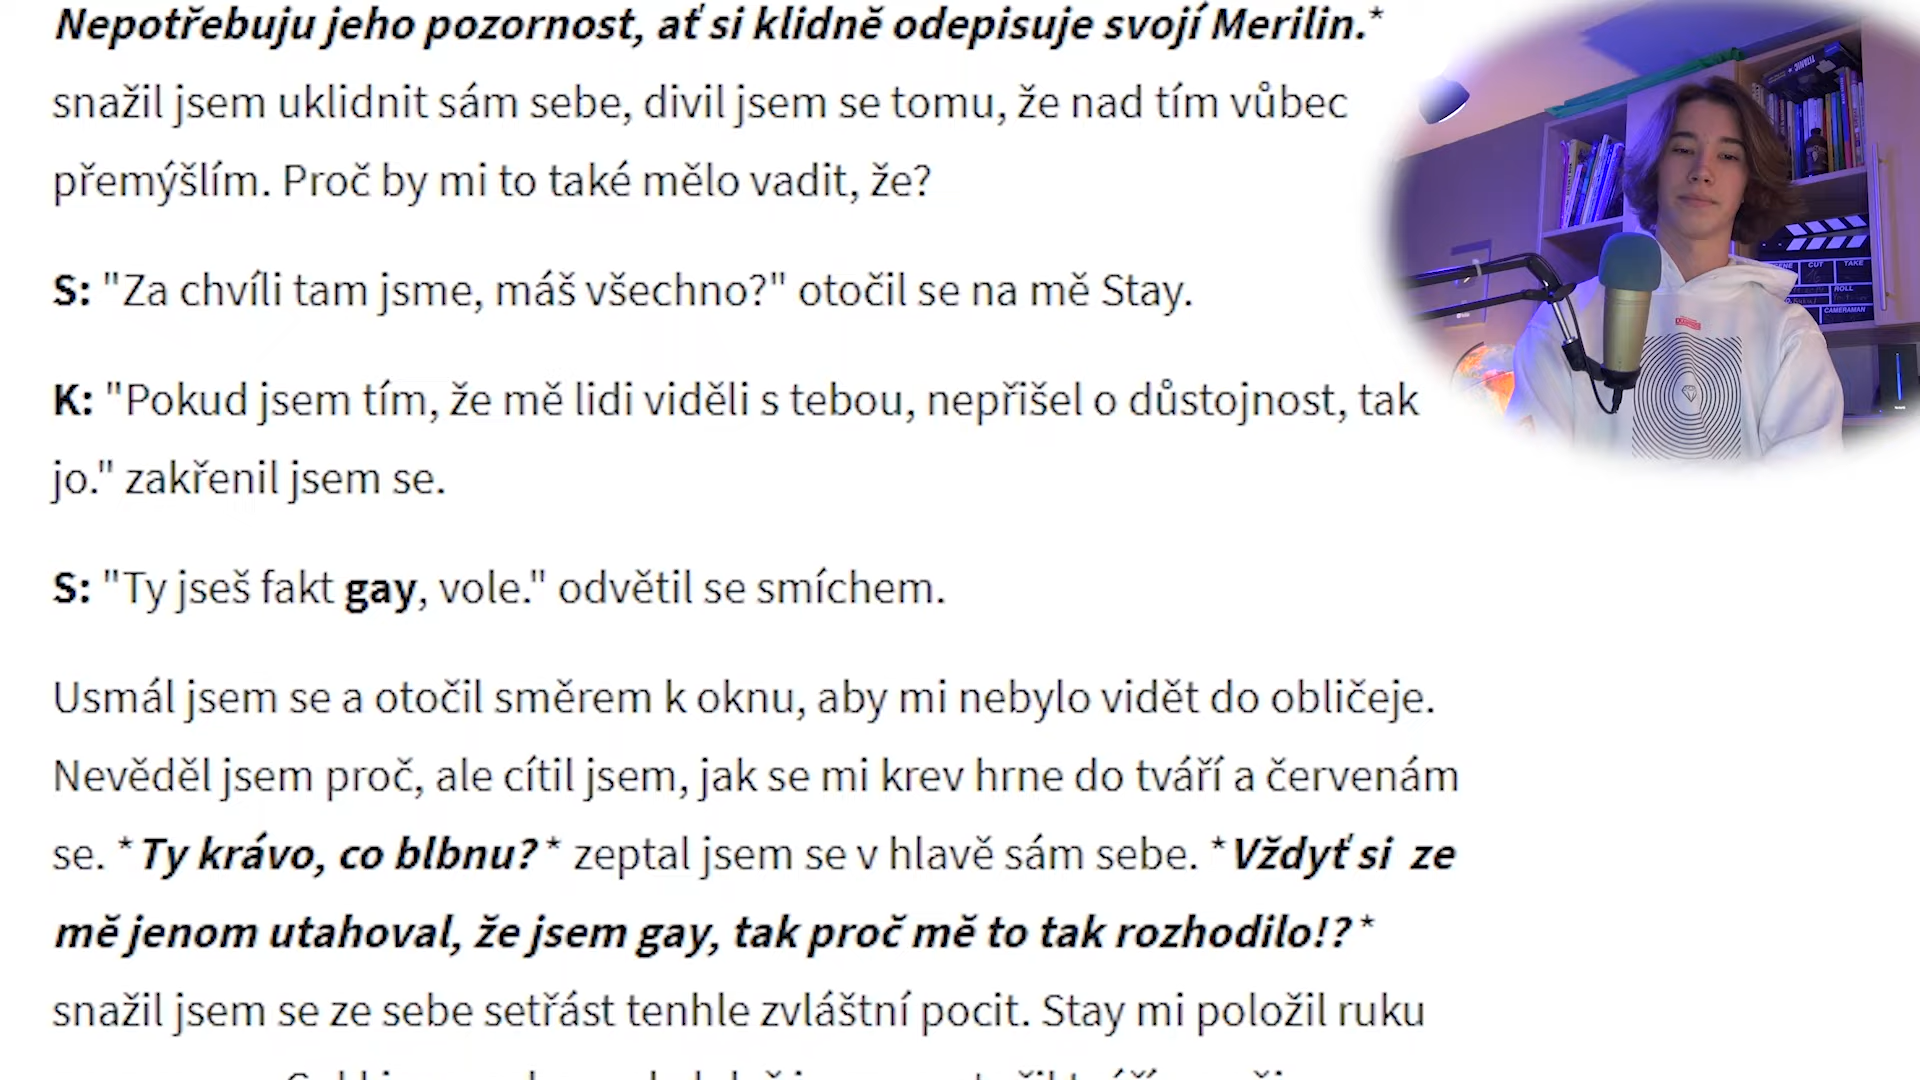 Nepotřebuju jeho pozornost, ať si klidně odepisuje svojí Merilin.*
snažil jsem uklidnit sám sebe, divil jsem se tomu, že nad tím vůbec
přemýšlím. Proč by mi to také mělo vadit, že?
S: "Za chvíli tam jsme, máš všechno?" otočil se na mě Stay.
K: "Pokud jsem tím, že mě lidi viděli s tebou, nepřišel o důstojnost, tak
jo." zakřenil jsem se.
S: "Ty jseš fakt gay, vole." odvětil se smíchem.
Usmál jsem se a otočil směrem k oknu, aby mi nebylo vidět do obličeje.
Nevěděl jsem proč, ale cítil jsem, jak se mi krev hrne do tváří a červenám
se. *Ty krávo, co blbnu?* zeptal jsem se v hlavě sám sebe. *Vždyť si ze
mě jenom utahoval, že jsem gay, tak proč mě to tak rozhodilo!?*
snažil jsem se ze sebe setřást tenhle zvláštní pocit. Stay mi položil ruku
TITANIC
CUT TAKE
ROLL
CAMERAMAN